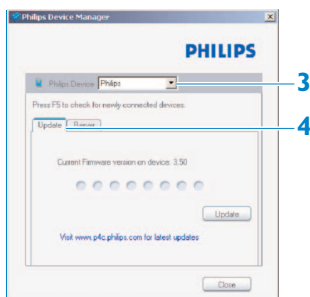 Philips Device Manager
PHILIPS
Philips Device Philips
3
Press F5 to check for newly connected devices.
Update Repair
4
Current Firmware version on device: 3.50
Update
Visit www.p4c.philips.com for latest updates
Close